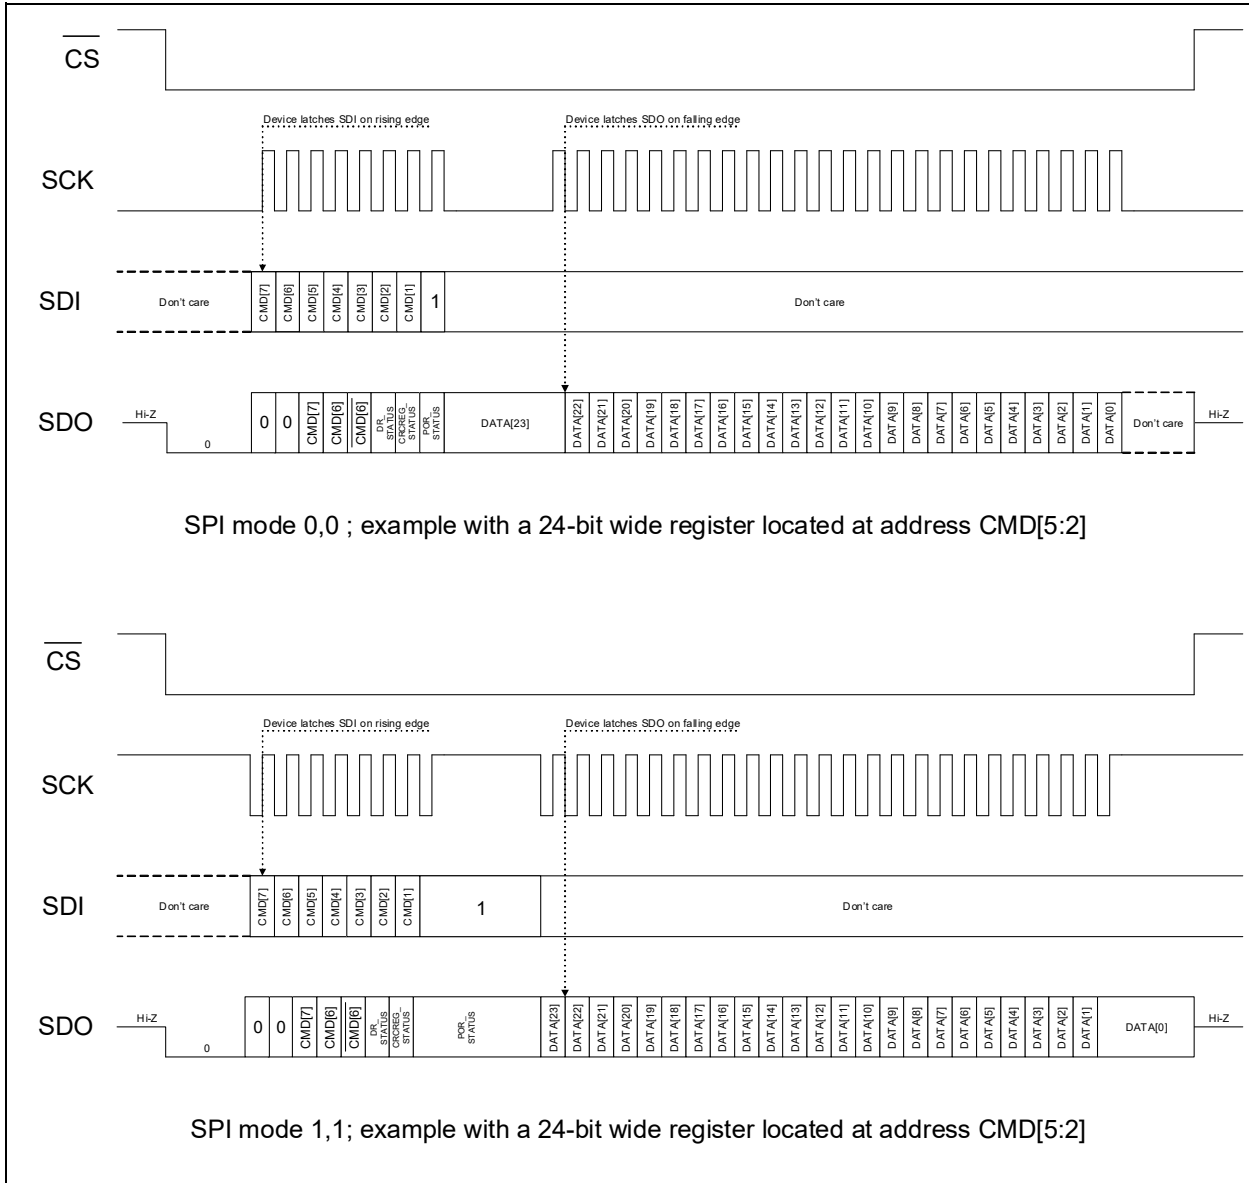 CS
Device latches SDI on rising edge Device latches SDO on falling edge
SCK
SDI Don't care CMD[7] CMD[6] CMD[5] CMD[4] CMD[3] CMD[2] CMD[1] 1 Don't care
SDO Hi-Z 0 0 0 CMD[7] CMD[6] CMD[6] DR_STATUS CRCREG_STATUS POR_STATUS DATA[23] DATA[22] DATA[21] DATA[20] DATA[19] DATA[18] DATA[17] DATA[16] DATA[15] DATA[14] DATA[13] DATA[12] DATA[11] DATA[10] DATA[9] DATA[8] DATA[7] DATA[6] DATA[5] DATA[4] DATA[3] DATA[2] DATA[1] DATA[0] Don't care Hi-Z
SPI mode 0,0 ; example with a 24-bit wide register located at address CMD[5:2]
CS
Device latches SDI on rising edge Device latches SDO on falling edge
SCK
SDI Don't care CMD[7] CMD[6] CMD[5] CMD[4] CMD[3] CMD[2] CMD[1] 1 Don't care
SDO Hi-Z 0 0 0 CMD[7] CMD[6] CMD[6] DR_STATUS CRCREG_STATUS POR_STATUS DATA[23] DATA[22] DATA[21] DATA[20] DATA[19] DATA[18] DATA[17] DATA[16] DATA[15] DATA[14] DATA[13] DATA[12] DATA[11] DATA[10] DATA[9] DATA[8] DATA[7] DATA[6] DATA[5] DATA[4] DATA[3] DATA[2] DATA[1] DATA[0] Hi-Z
SPI mode 1,1; example with a 24-bit wide register located at address CMD[5:2]